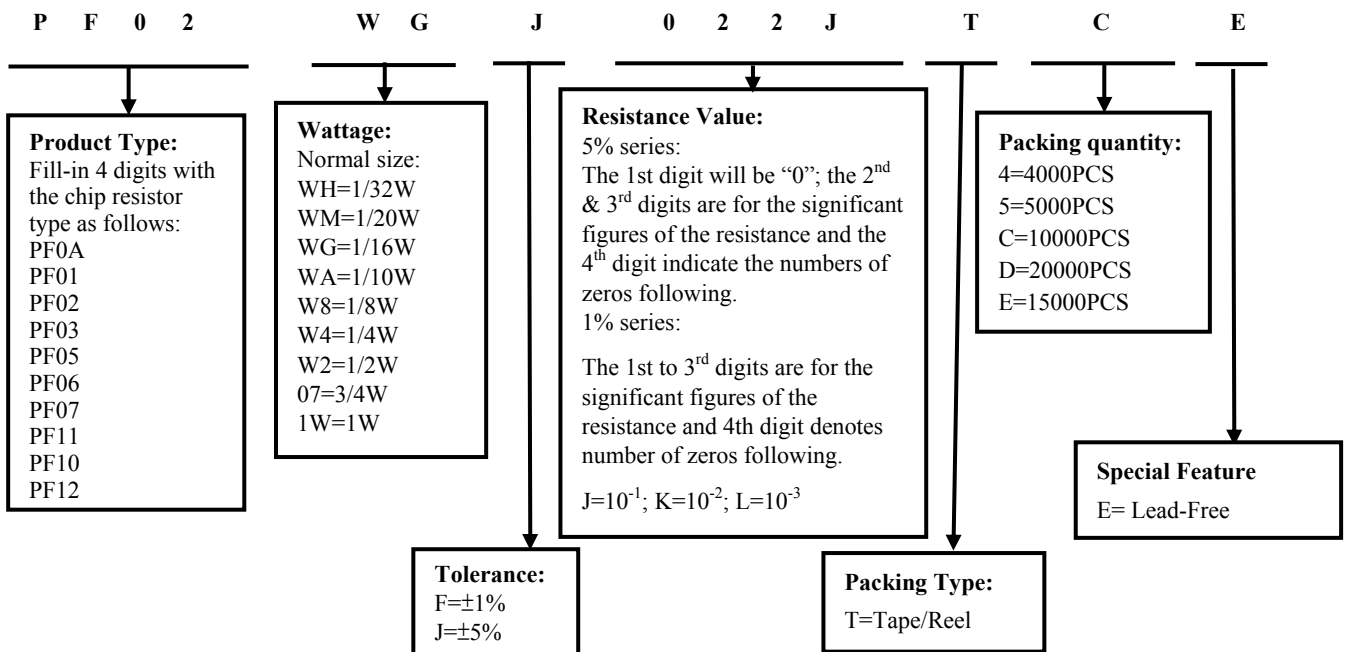 P F 0 2 W G J 0 2 2 J T C E
Product Type:
Fill-in 4 digits with
the chip resistor
type as follows:
PF0A
PF01
PF02
PF03
PF05
PF06
PF07
PF11
PF10
PF12
Wattage:
Normal size:
WH=1/32W
WM=1/20W
WG=1/16W
WA=1/10W
W8=1/8W
W4=1/4W
W2=1/2W
07=3/4W
1W=1W
Tolerance:
F=±1%
J=±5%
Resistance Value:
5% series:
The 1st digit will be “0”; the 2nd
& 3rd digits are for the significant
figures of the resistance and the
4th digit indicate the numbers of
zeros following.
1% series:
The 1st to 3rd digits are for the
significant figures of the
resistance and 4th digit denotes
number of zeros following.
J=10-1; K=10-2; L=10-3
Packing Type:
T=Tape/Reel
Packing quantity:
4=4000PCS
5=5000PCS
C=10000PCS
D=20000PCS
E=15000PCS
Special Feature
E= Lead-Free